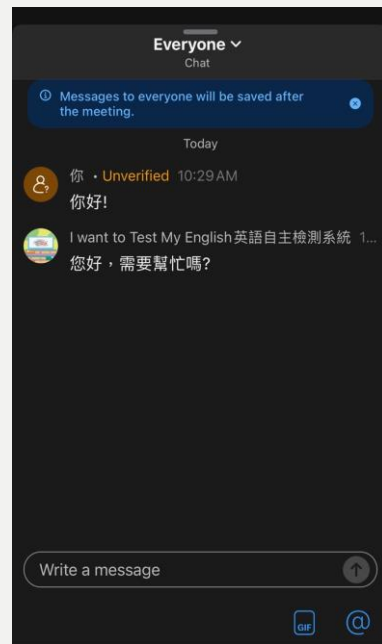 Everyone
Chat
Messages to everyone will be saved after
the meeting.
Today
你 • Unverified 10:29 AM
你好!
I want to Test My English英語自主檢測系統 1...
您好，需要幫忙嗎?
Write a message
GIF
@